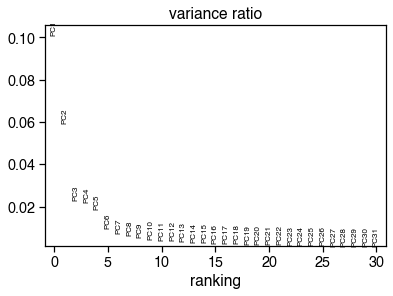 variance ratio
0.10
0.08
0.06
0.04
0.02
PC2
PC3
PC4
PC5
PC6
PC7
PC8
PC9
PC10
PC11
PC12
PC13
PC14
PC15
PC16
PC17
PC18
PC19
PC20
PC21
PC22
PC23
PC24
PC25
PC26
PC27
PC28
PC29
PC30
PC31
0
5
10
15
20
25
30
ranking